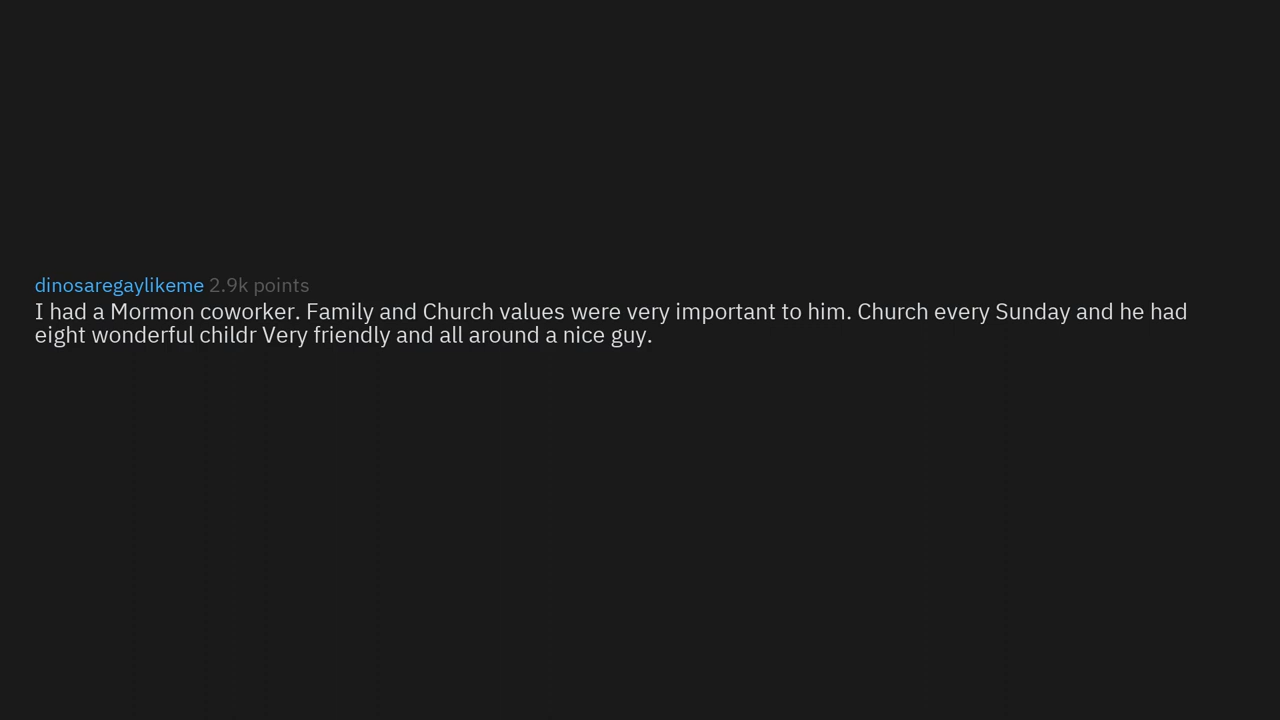 dinosaregaylikeme 2.9k points
I had a Mormon coworker. Family and Church values were very important to him. Church every Sunday and he had
eight wonderful childr Very friendly and all around a nice guy.